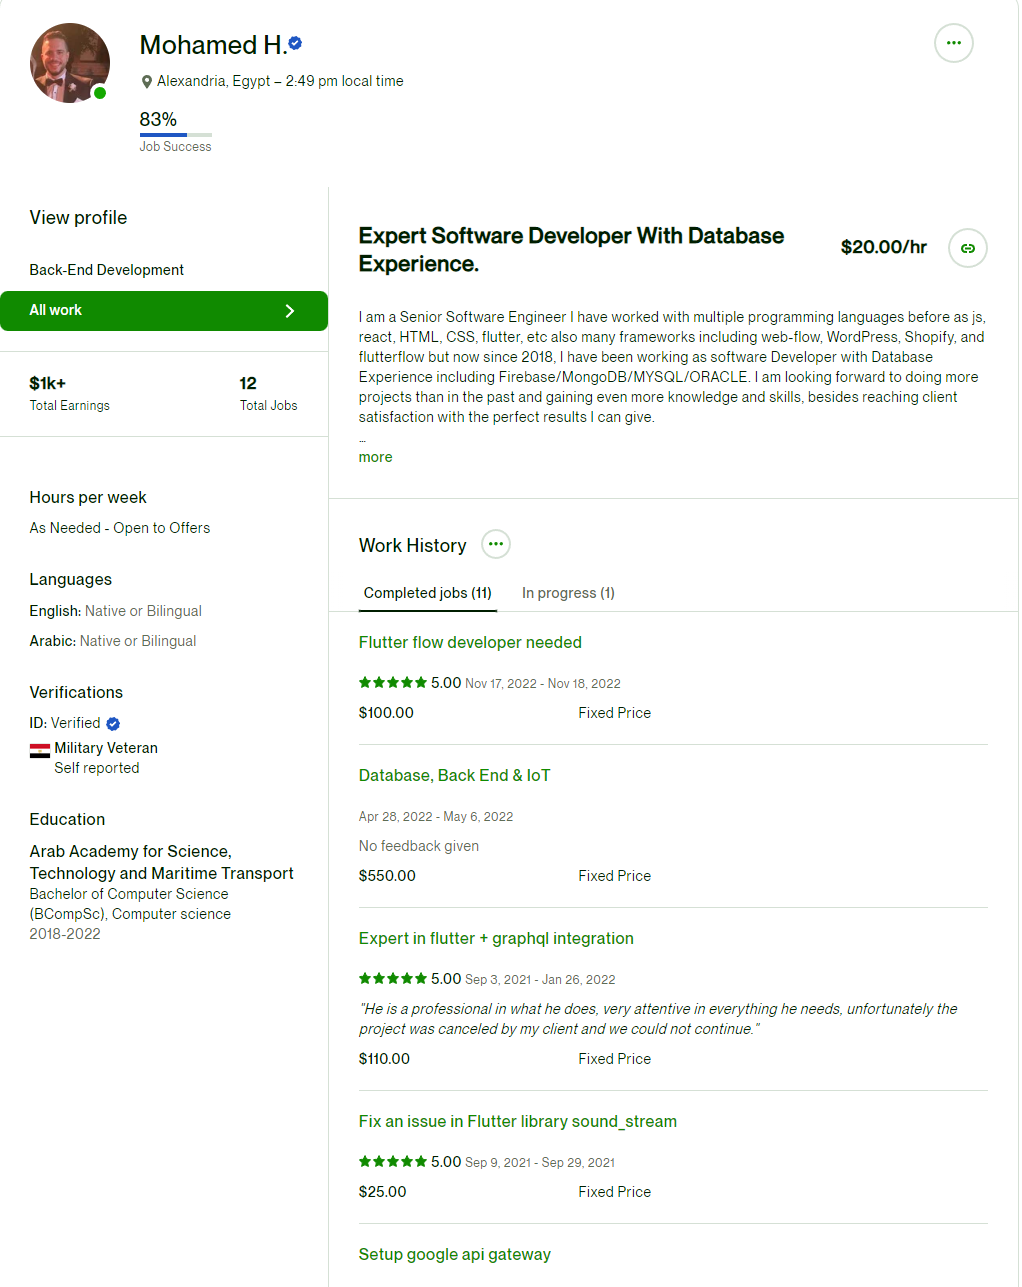 Mohamed H.
Alexandria, Egypt – 2:49 pm local time
83%
Job Success
View profile
Back-End Development
All work
$1k+
12
Total Earnings
Total Jobs
Hours per week
As Needed - Open to Offers
Languages
English: Native or Bilingual
Arabic: Native or Bilingual
Verifications
ID: Verified
Military Veteran
Self reported
Education
Arab Academy for Science,
Technology and Maritime Transport
Bachelor of Computer Science
(BCompSc), Computer science
2018-2022
Expert Software Developer With Database
Experience.
$20.00/hr
I am a Senior Software Engineer I have worked with multiple programming languages before as js,
react, HTML, CSS, flutter, etc also many frameworks including web-flow, WordPress, Shopify, and
flutterflow but now since 2018, I have been working as software Developer with Database
Experience including Firebase/MongoDB/MYSQL/ORACLE. I am looking forward to doing more
projects than in the past and gaining even more knowledge and skills, besides reaching client
satisfaction with the perfect results I can give.
...
more
Work History
Completed jobs (11)
In progress (1)
Flutter flow developer needed
5.00 Nov 17, 2022 - Nov 18, 2022
$100.00
Fixed Price
Database, Back End & IoT
Apr 28, 2022 - May 6, 2022
No feedback given
$550.00
Fixed Price
Expert in flutter + graphql integration
5.00 Sep 3, 2021 - Jan 26, 2022
"He is a professional in what he does, very attentive in everything he needs, unfortunately the
project was canceled by my client and we could not continue."
$110.00
Fixed Price
Fix an issue in Flutter library sound_stream
5.00 Sep 9, 2021 - Sep 29, 2021
$25.00
Fixed Price
Setup google api gateway